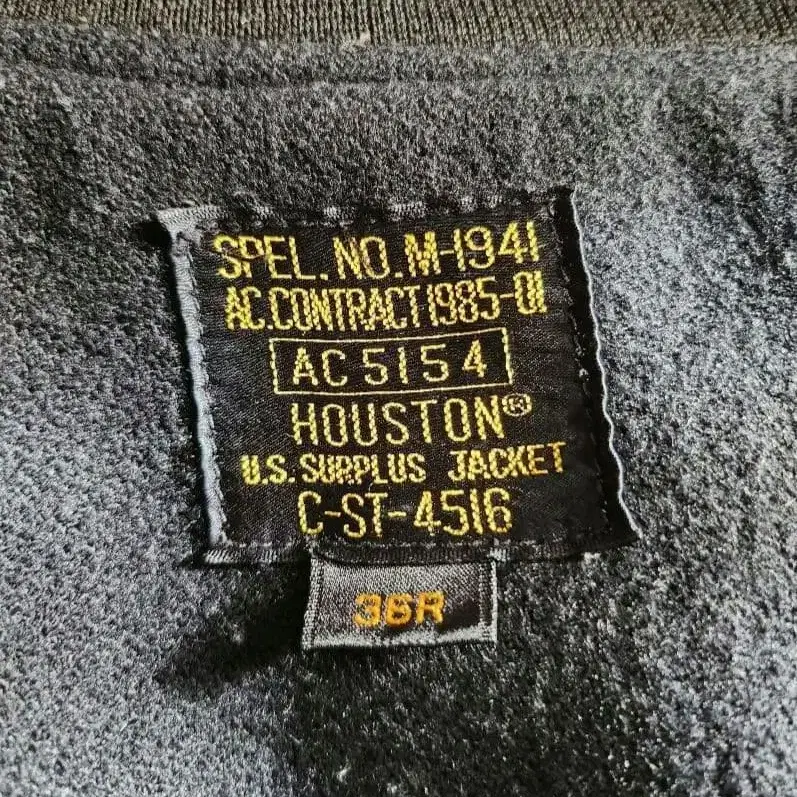 SPEL. NO. M-1941
AC. CONTRACT 1985-01
AC 5154
HOUSTON®
U.S. SURPLUS JACKET
C-ST-4516
36R